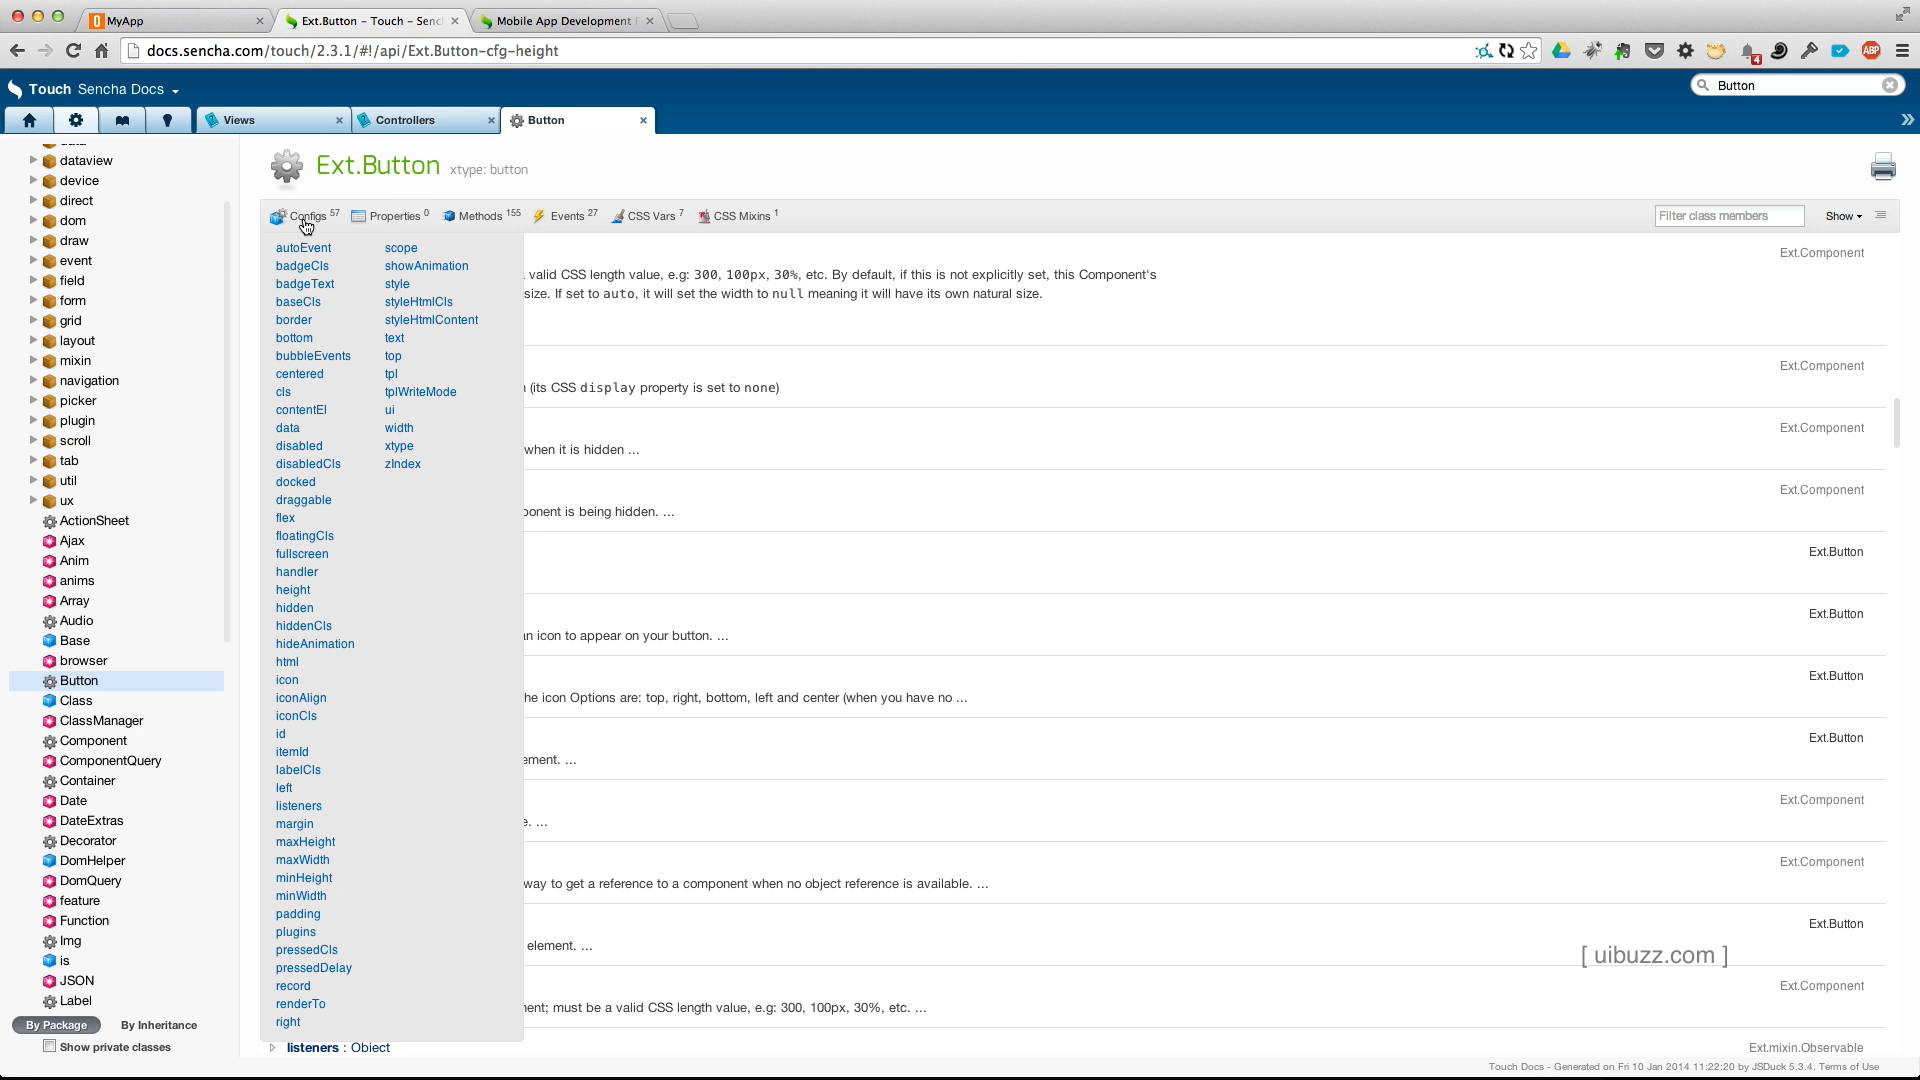 MyApp
Ext.Button – Touch – Senc
Mobile App Development
docs.sencha.com/touch/2.3.1/#!/api/Ext.Button-cfg-height
4
ABP
Touch Sencha Docs
Button
Views
Controllers
Button
dataview
device
direct
dom
draw
event
field
form
grid
layout
mixin
navigation
picker
plugin
scroll
tab
util
ux
ActionSheet
Ajax
Anim
anims
Array
Audio
Base
browser
Button
Class
ClassManager
Component
ComponentQuery
Container
Date
DateExtras
Decorator
DomHelper
DomQuery
feature
Function
Img
is
JSON
Label
By Package By Inheritance
Show private classes
Ext.Button xtype: button
Configs 57 Properties 0 Methods 155 Events 27 CSS Vars 7 CSS Mixins 1
Filter class members Show
autoEvent
badgeCls
badgeText
baseCls
border
bottom
bubbleEvents
centered
cls
contentEl
data
disabled
disabledCls
docked
draggable
flex
floatingCls
fullscreen
handler
height
hidden
hiddenCls
hideAnimation
html
icon
iconAlign
iconCls
id
itemId
labelCls
left
listeners
margin
maxHeight
maxWidth
minHeight
minWidth
padding
plugins
pressedCls
pressedDelay
record
renderTo
right
scope
showAnimation
style
styleHtmlCls
styleHtmlContent
text
top
tpl
tplWriteMode
ui
width
xtype
zIndex
Ext.Component
valid CSS length value, e.g: 300, 100px, 30%, etc. By default, if this is not explicitly set, this Component's
size. If set to auto, it will set the width to null meaning it will have its own natural size.
Ext.Component
(its CSS display property is set to none)
Ext.Component
when it is hidden ...
Ext.Component
ponent is being hidden. ...
Ext.Button
Ext.Button
an icon to appear on your button. ...
Ext.Button
he icon Options are: top, right, bottom, left and center (when you have no ...
Ext.Button
ement. ...
Ext.Component
e. ...
Ext.Component
way to get a reference to a component when no object reference is available. ...
Ext.Button
element. ...
[ uibuzz.com ]
Ext.Component
ent; must be a valid CSS length value, e.g: 300, 100px, 30%, etc. ...
listeners : Object
Ext.mixin.Observable
Touch Docs - Generated on Fri 10 Jan 2014 11:22:20 by JSDuck 5.3.4. Terms of Use